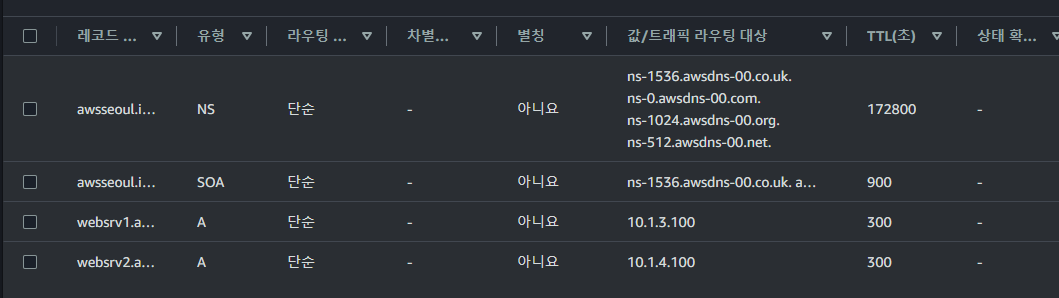 레코드 ... 유형 라우팅 ... 차별... 별칭 값/트래픽 라우팅 대상 TTL(초) 상태 확...
ns-1536.awsdns-00.co.uk.
ns-0.awsdns-00.com.
awsseoul.i... NS 단순 - 아니요 172800 -
ns-1024.awsdns-00.org.
ns-512.awsdns-00.net.
awsseoul.i... SOA 단순 - 아니요 ns-1536.awsdns-00.co.uk. a... 900 -
websrv1.a... A 단순 - 아니요 10.1.3.100 300 -
websrv2.a... A 단순 - 아니요 10.1.4.100 300 -